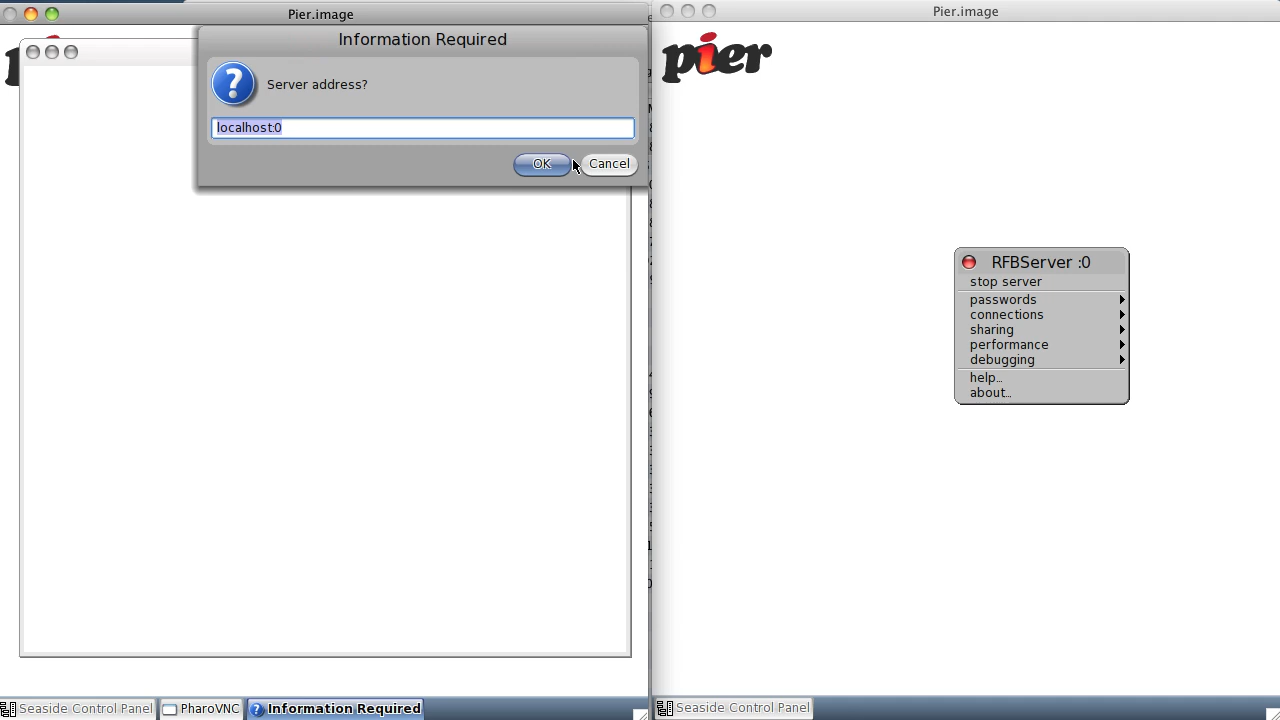 Pier.image
Information Required
Server address?
localhost:0
OK
Cancel
Seaside Control Panel
PharoVNC
Information Required
Pier.image
pier
RFBServer :0
stop server
passwords
connections
sharing
performance
debugging
help…
about…
Seaside Control Panel